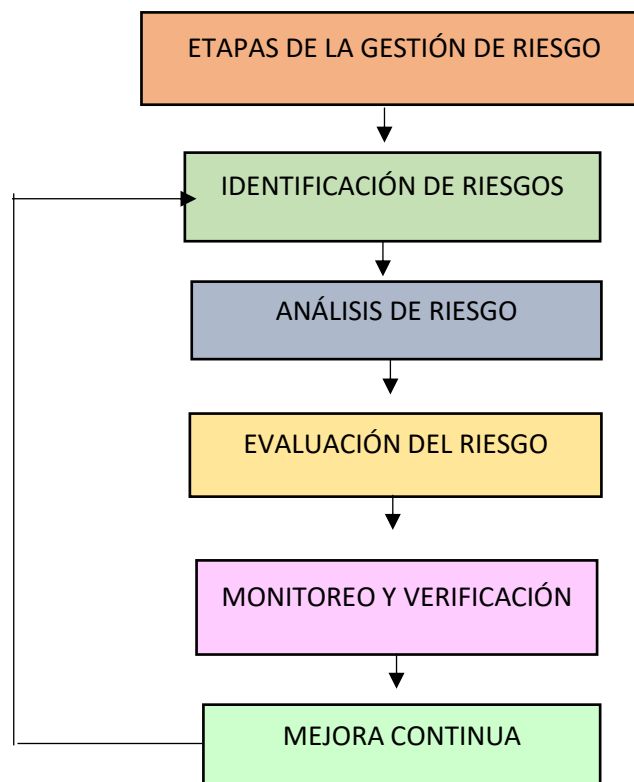 ETAPAS DE LA GESTIÓN DE RIESGO
IDENTIFICACIÓN DE RIESGOS
ANÁLISIS DE RIESGO
EVALUACIÓN DEL RIESGO
MONITOREO Y VERIFICACIÓN
MEJORA CONTINUA